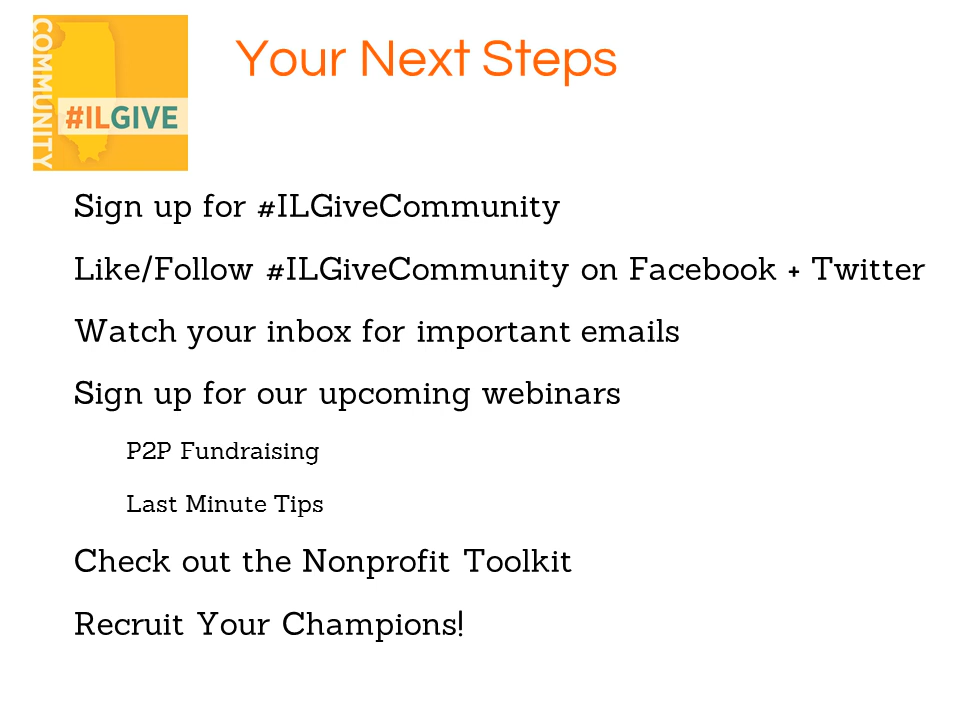 COMMUNITY
#ILGIVE
Your Next Steps
Sign up for #ILGiveCommunity
Like/Follow #ILGiveCommunity on Facebook + Twitter
Watch your inbox for important emails
Sign up for our upcoming webinars
P2P Fundraising
Last Minute Tips
Check out the Nonprofit Toolkit
Recruit Your Champions!